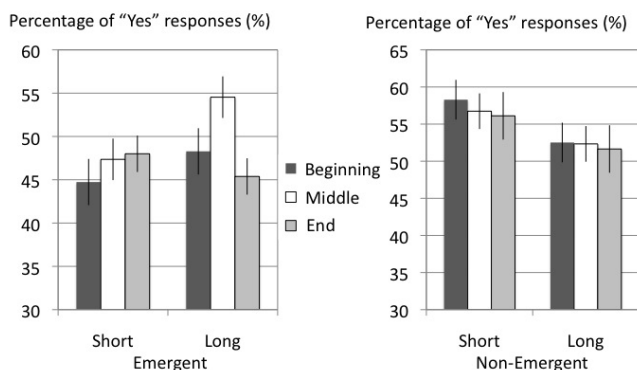 Percentage of “Yes” responses (%)
60
55
50
45
40
35
30
Short
Long
Emergent
Beginning
Middle
End
Percentage of “Yes” responses (%)
65
60
55
50
45
40
35
30
Short
Long
Non-Emergent